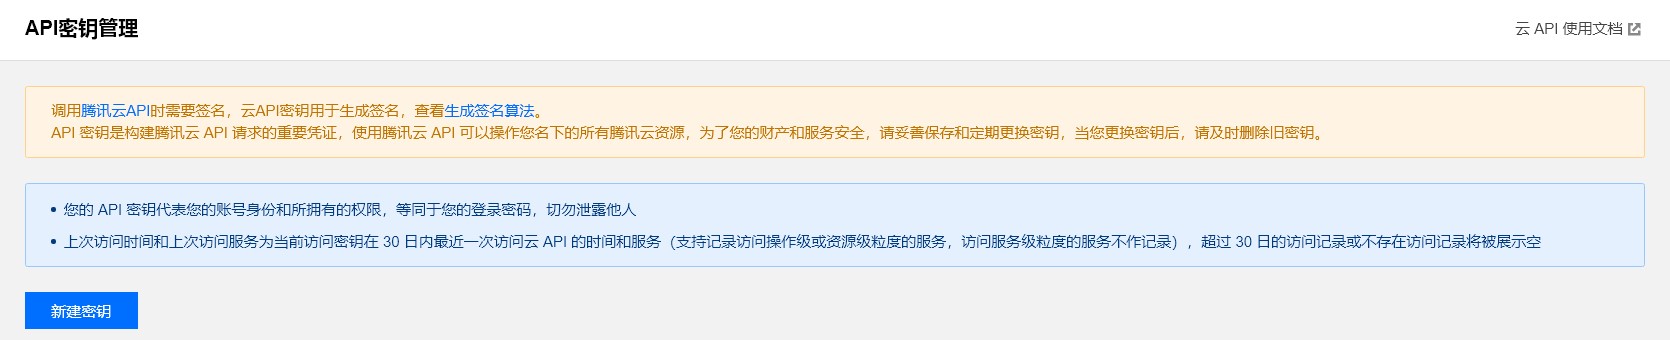 API密钥管理
云 API 使用文档
调用腾讯云API时需要签名，云API密钥用于生成签名，查看生成签名算法。
API 密钥是构建腾讯云 API 请求的重要凭证，使用腾讯云 API 可以操作您名下的所有腾讯云资源，为了您的财产和服务安全，请妥善保存和定期更换密钥，当您更换密钥后，请及时删除旧密钥。
• 您的 API 密钥代表您的账号身份和所拥有的权限，等同于您的登录密码，切勿泄露他人
• 上次访问时间和上次访问服务为当前访问密钥在 30 日内最近一次访问云 API 的时间和服务（支持记录访问操作级或资源级粒度的服务，访问服务级粒度的服务不作记录），超过 30 日的访问记录或不存在访问记录将被展示空
新建密钥